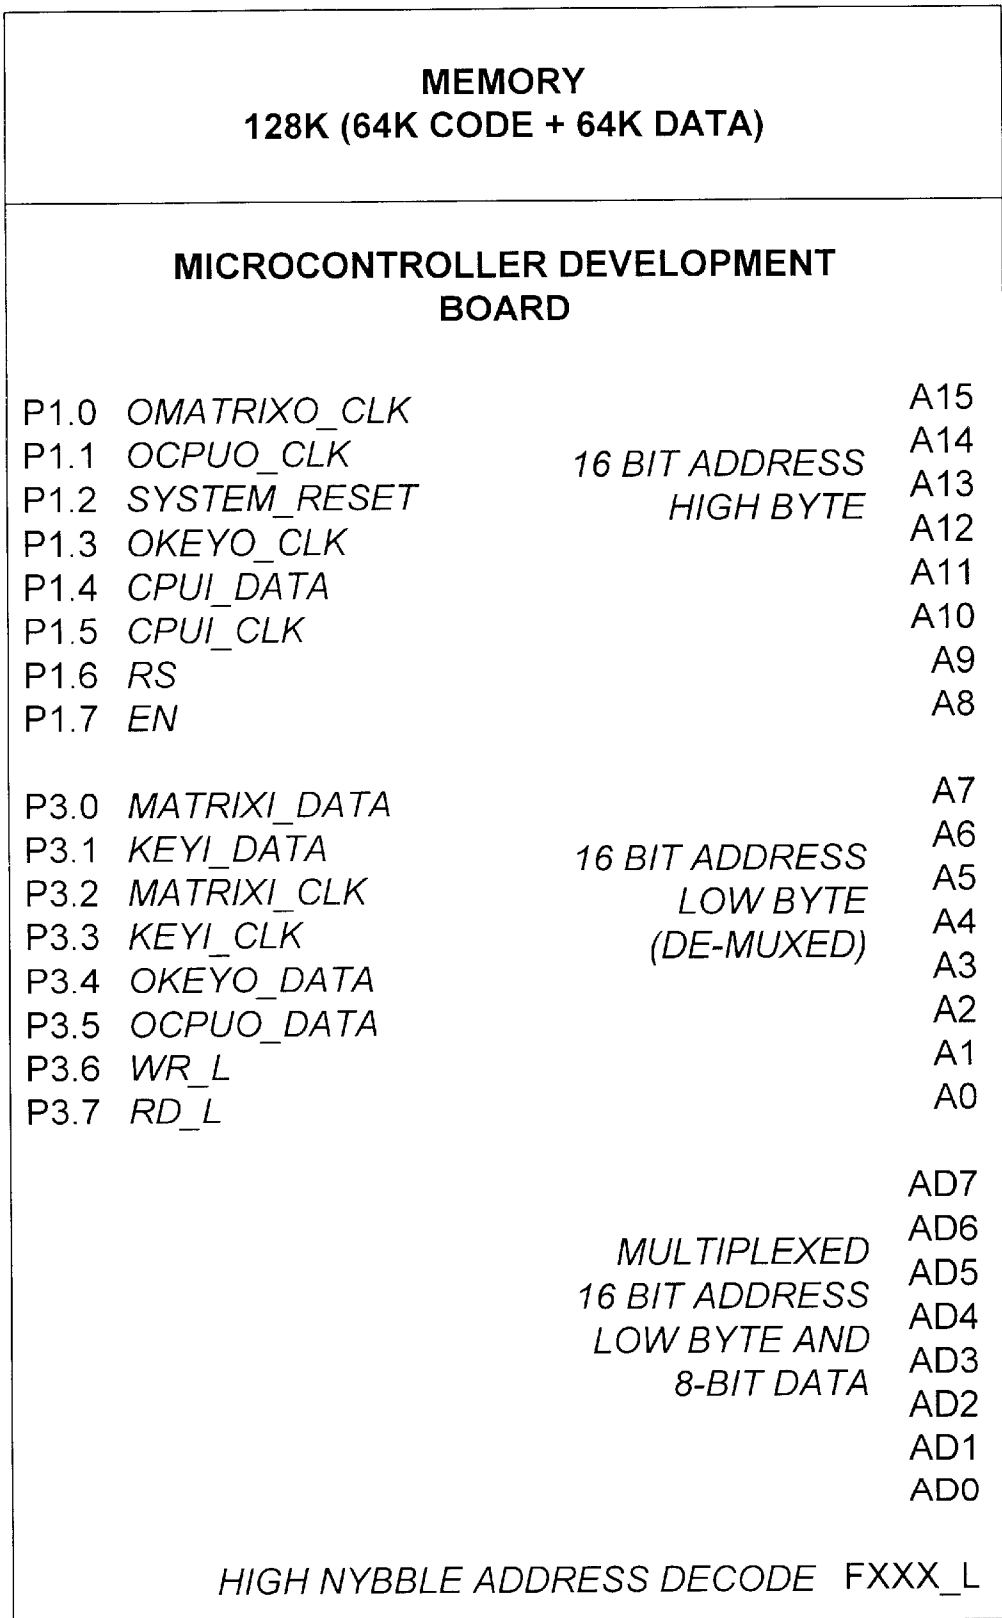 MEMORY
128K (64K CODE + 64K DATA)
MICROCONTROLLER DEVELOPMENT
BOARD
P1.0 OMATRIXO_CLK
P1.1 OCPUO_CLK
P1.2 SYSTEM_RESET
P1.3 OKEYO_CLK
P1.4 CPUI_DATA
P1.5 CPUI_CLK
P1.6 RS
P1.7 EN
P3.0 MATRIXI_DATA
P3.1 KEYI_DATA
P3.2 MATRIXI_CLK
P3.3 KEYI_CLK
P3.4 OKEYO_DATA
P3.5 OCPUO_DATA
P3.6 WR_L
P3.7 RD_L
16 BIT ADDRESS
HIGH BYTE
A15
A14
A13
A12
A11
A10
A9
A8
16 BIT ADDRESS
LOW BYTE
(DE-MUXED)
A7
A6
A5
A4
A3
A2
A1
A0
MULTIPLEXED
16 BIT ADDRESS
LOW BYTE AND
8-BIT DATA
AD7
AD6
AD5
AD4
AD3
AD2
AD1
AD0
HIGH NYBBLE ADDRESS DECODE FXXX_L